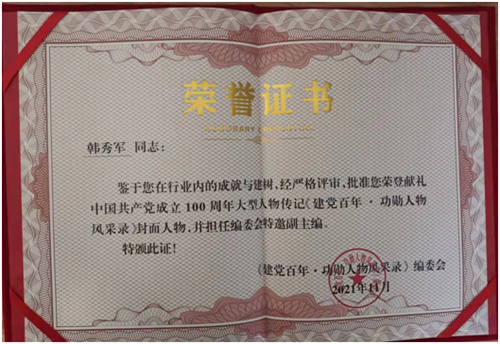 荣誉证书
HONORARY CREDENTIAL
韩秀军 同志：
鉴于您在行业内的成就与建树，经严格评审，批准您荣登献礼
中国共产党成立 100 周年大型人物传记《建党百年·功勋人物
风采录》封面人物，并担任编委会特邀副主编。
特颁此证！
《建党百年·功勋人物风采录》编委会
2021年11月